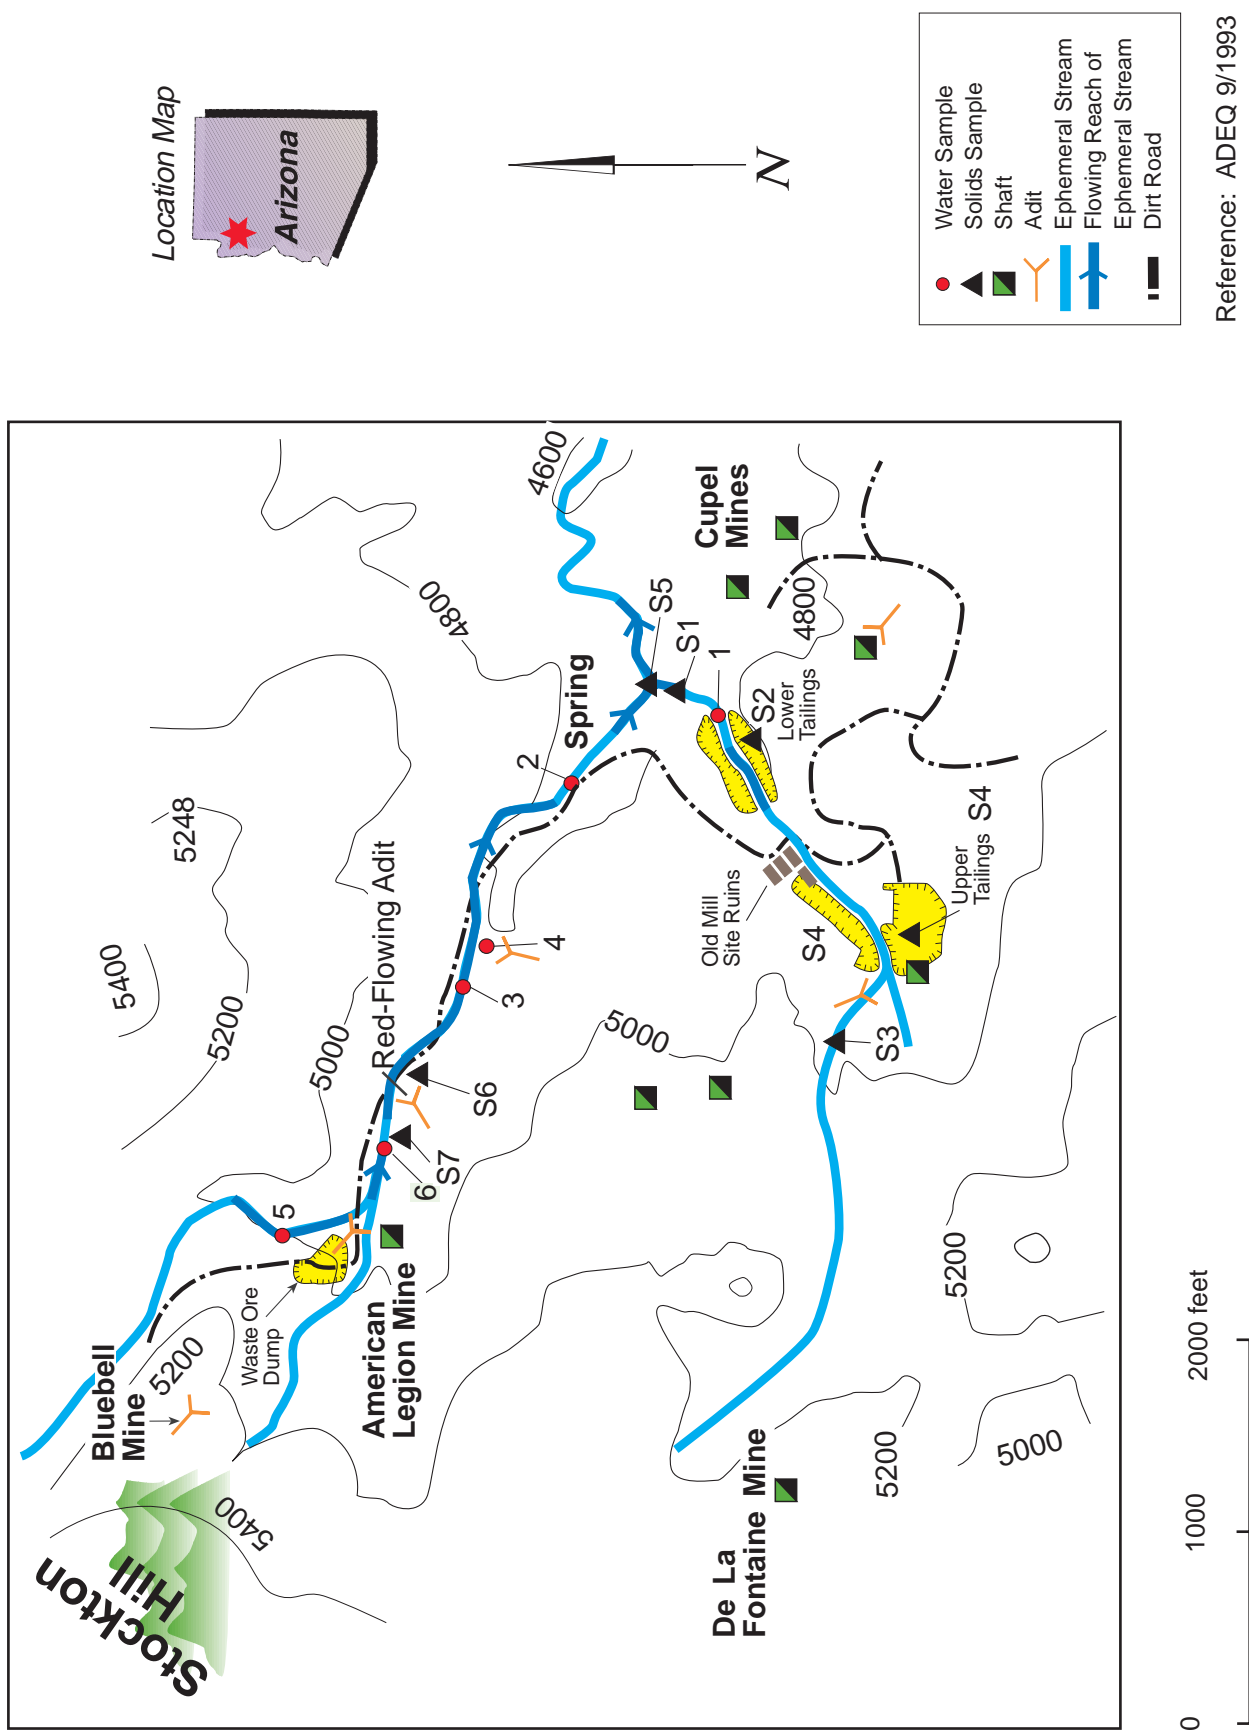 Stockton
Hill
5400
Bluebell
Mine
5200
Waste Ore
Dump
American
Legion Mine
5
6
S7
S6
Red-Flowing Adit
5000
5200
5400
5248
3
4
2
Spring
4800
4600
5000
De La
Fontaine Mine
5200
5000
5200
S3
S4
Old Mill
Site Ruins
Upper
Tailings
S4
S2
Lower
Tailings
1
S1
S5
Cupel
Mines
4800
0
1000
2000 feet
Location Map
Arizona
N
Water Sample
Solids Sample
Shaft
Adit
Ephemeral Stream
Flowing Reach of
Ephemeral Stream
Dirt Road
Reference: ADEQ 9/1993